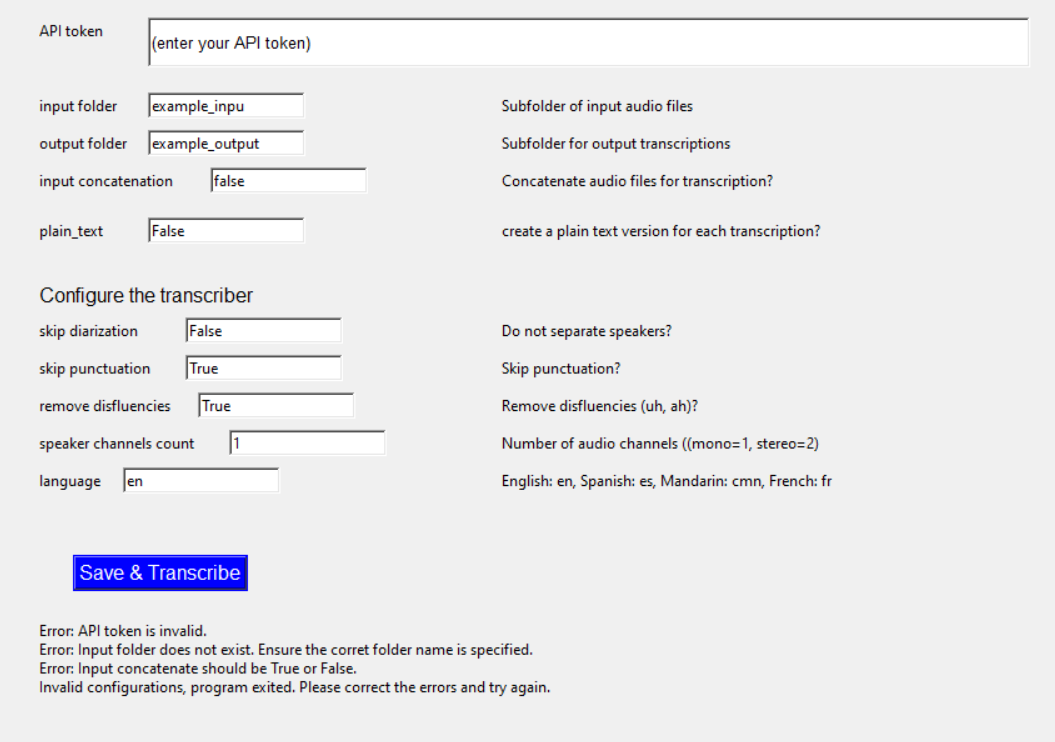 API token (enter your API token)
input folder example_inpu Subfolder of input audio files
output folder example_output Subfolder for output transcriptions
input concatenation false Concatenate audio files for transcription?
plain_text False create a plain text version for each transcription?
Configure the transcriber
skip diarization False Do not separate speakers?
skip punctuation True Skip punctuation?
remove disfluencies True Remove disfluencies (uh, ah)?
speaker channels count 1 Number of audio channels ((mono=1, stereo=2)
language en English: en, Spanish: es, Mandarin: cmn, French: fr
Save & Transcribe
Error: API token is invalid.
Error: Input folder does not exist. Ensure the corret folder name is specified.
Error: Input concatenate should be True or False.
Invalid configurations, program exited. Please correct the errors and try again.